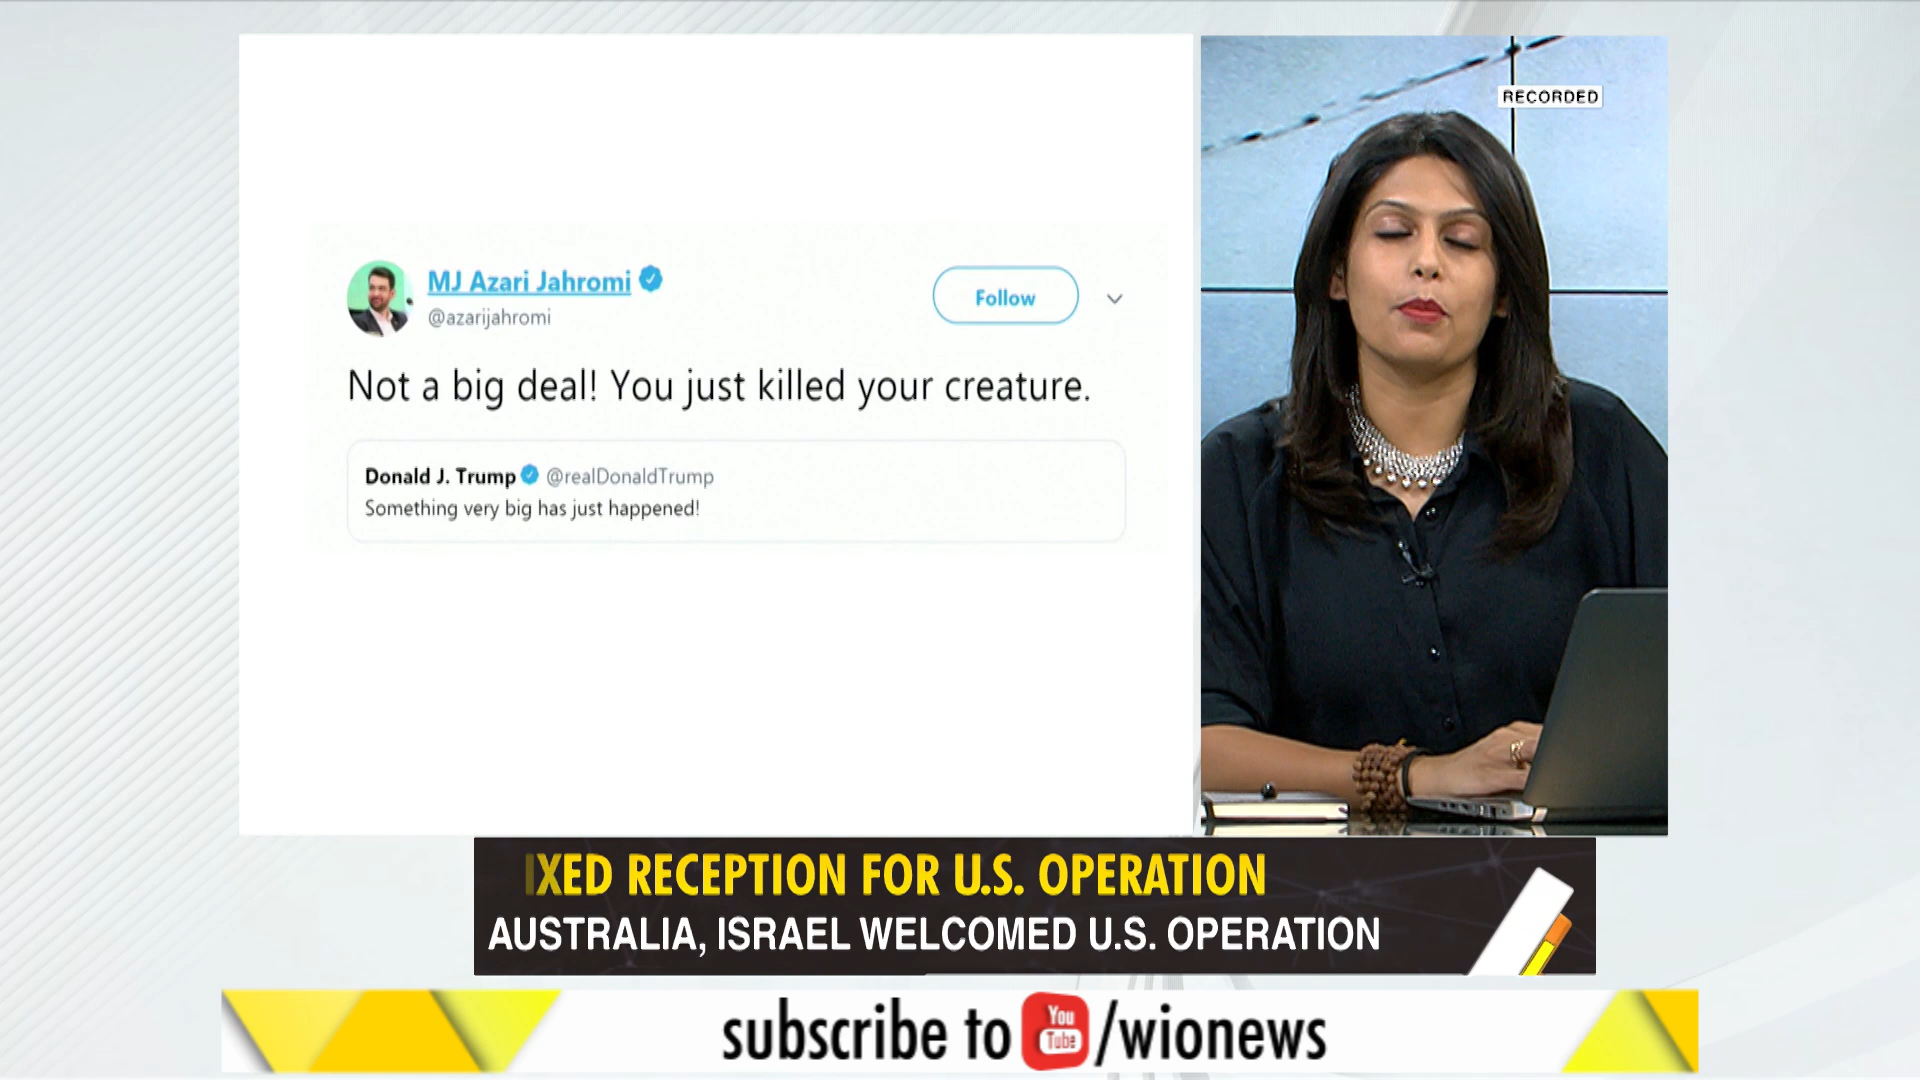 RECORDED
MJ Azari Jahromi
@azarijahromi
Follow
Not a big deal! You just killed your creature.
Donald J. Trump @realDonaldTrump
Something very big has just happened!
IXED RECEPTION FOR U.S. OPERATION
AUSTRALIA, ISRAEL WELCOMED U.S. OPERATION
subscribe to You Tube /wionews